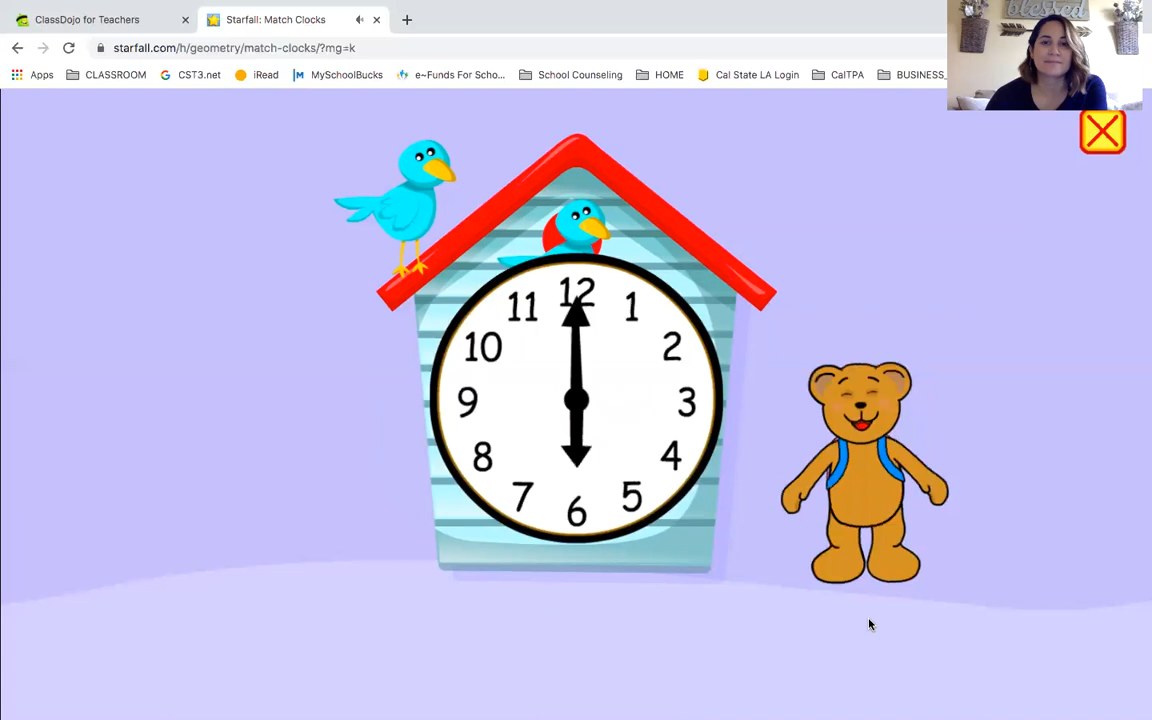 ClassDojo for Teachers
Starfall: Match Clocks
starfall.com/h/geometry/match-clocks/?mg=k
Apps CLASSROOM CST3.net iRead MySchoolBucks e~Funds For Scho... School Counseling HOME Cal State LA Login CalTPA BUSINESS_
blessed
12
11 1
10 2
9 3
8 4
7 5
6